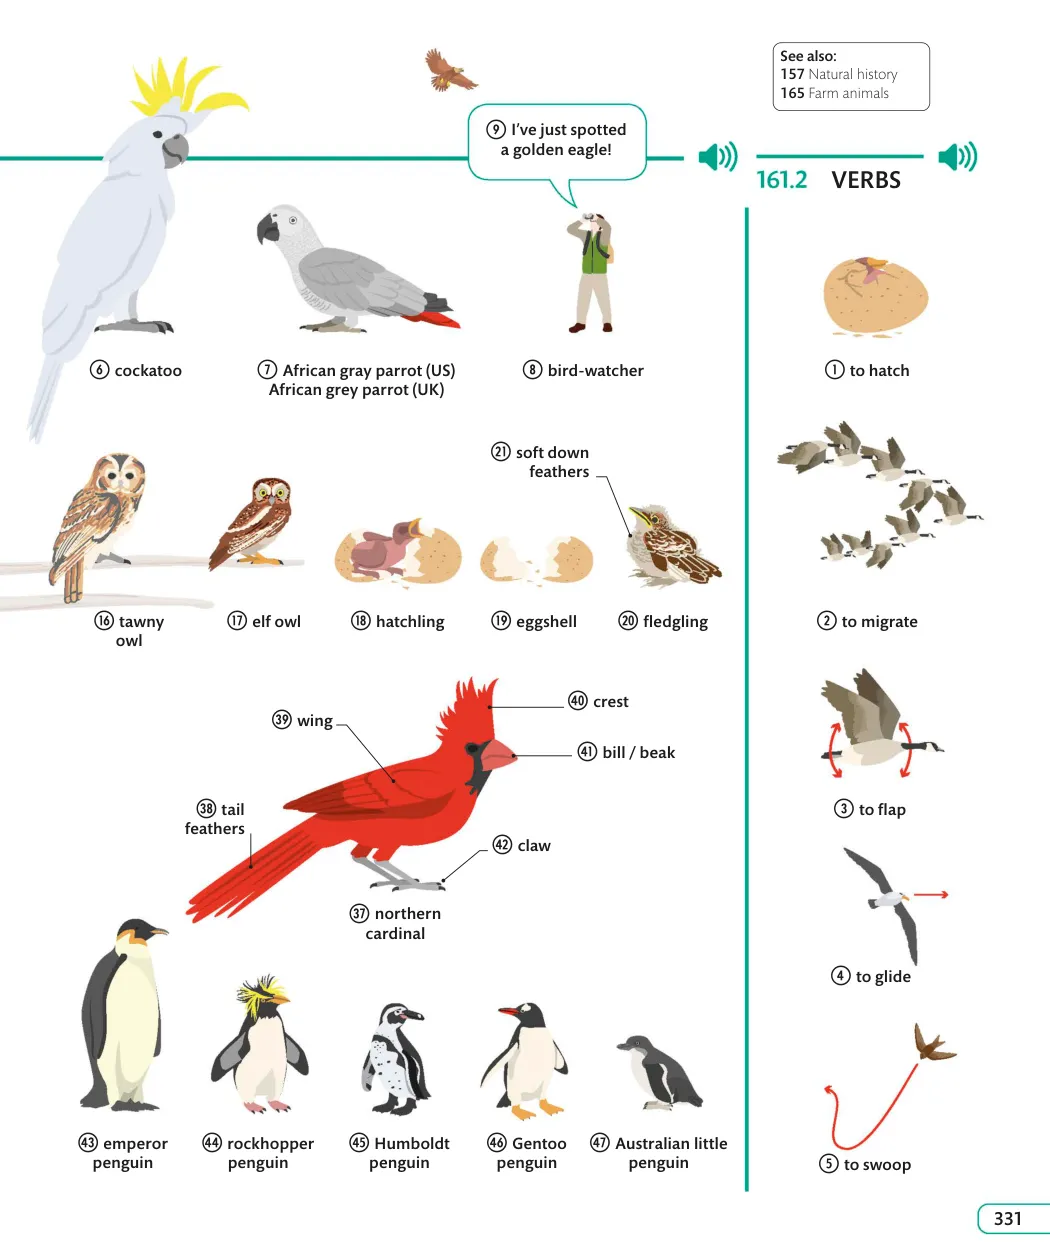 See also:
157 Natural history
165 Farm animals
⑨ I’ve just spotted
a golden eagle!
161.2 VERBS
⑥ cockatoo
⑦ African gray parrot (US)
African grey parrot (UK)
⑧ bird-watcher
① to hatch
㉑ soft down
feathers
⑯ tawny
owl
⑰ elf owl
⑱ hatchling
⑲ eggshell
⑳ fledgling
② to migrate
㊵ crest
㊴ wing
㊶ bill / beak
㊳ tail
feathers
㊷ claw
㊲ northern
cardinal
③ to flap
④ to glide
㊸ emperor
penguin
㊹ rockhopper
penguin
㊺ Humboldt
penguin
㊻ Gentoo
penguin
㊼ Australian little
penguin
⑤ to swoop
331